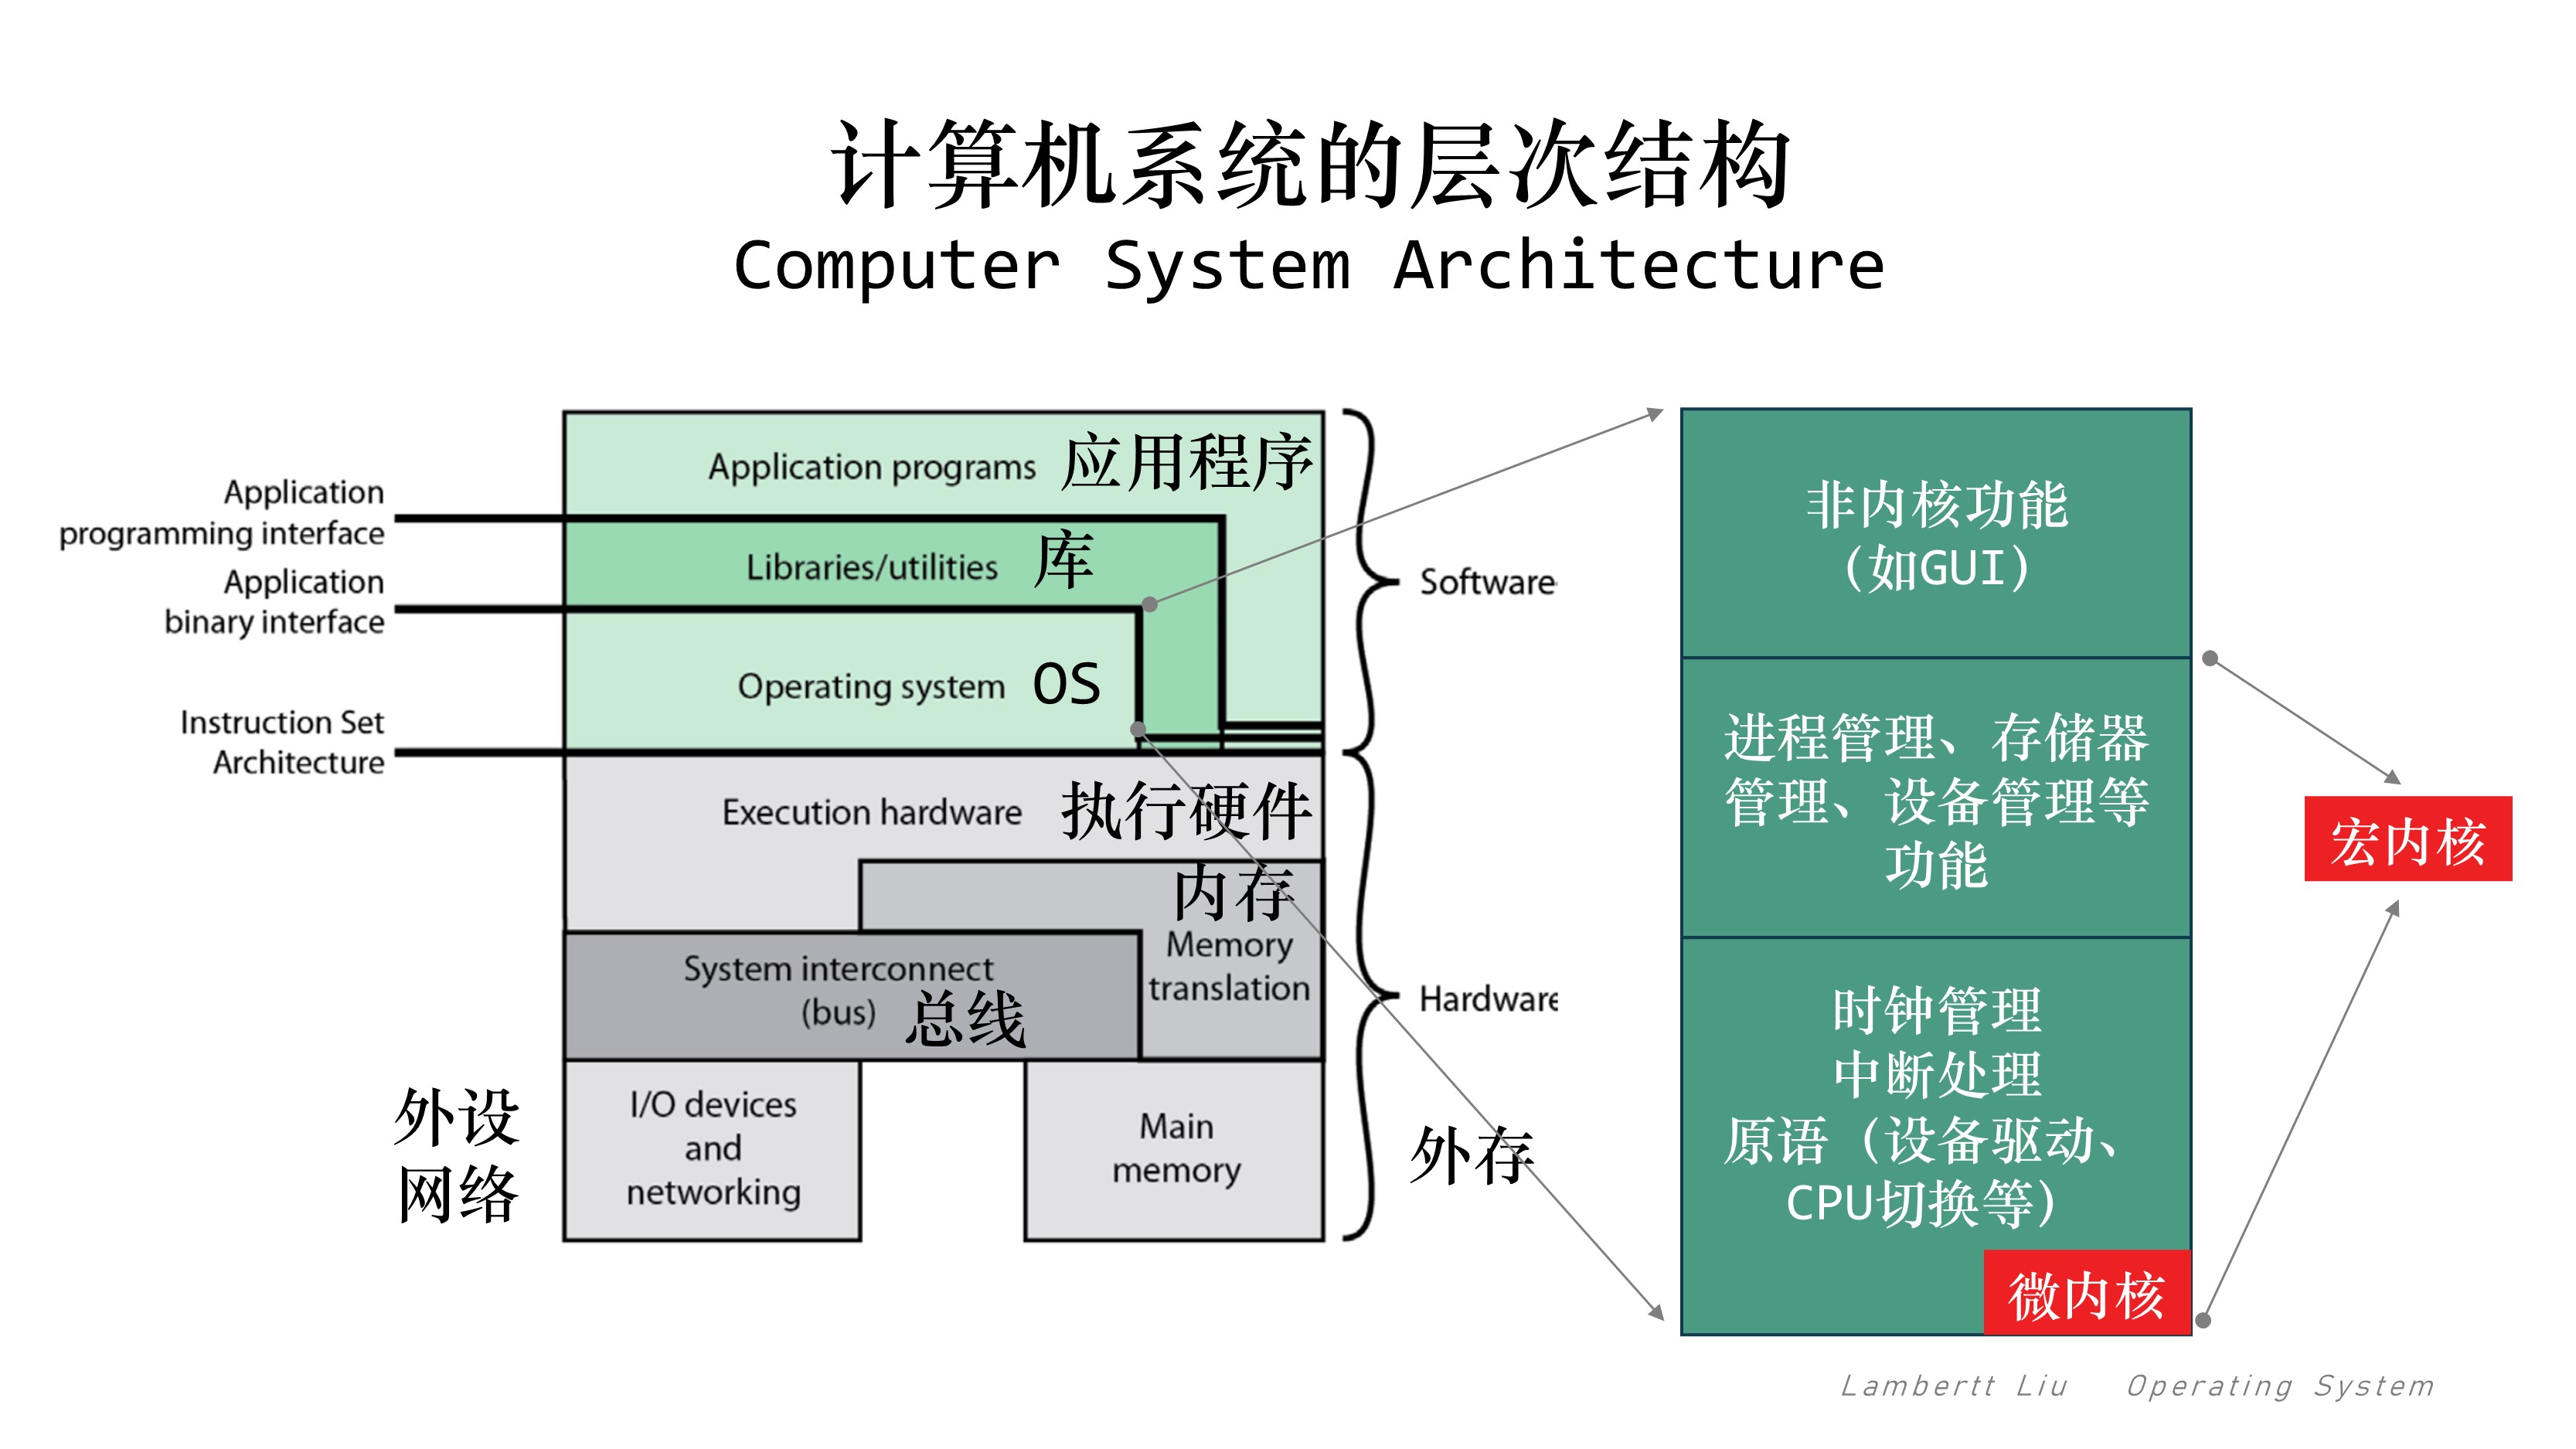 计算机系统的层次结构
Computer System Architecture
Application
programming interface
Application
binary interface
Instruction Set
Architecture
Application programs 应用程序
Libraries/utilities 库
Operating system OS
Execution hardware 执行硬件
内存
Memory
translation
System interconnect
(bus) 总线
外设
网络
I/O devices
and
networking
Main
memory
外存
Software
Hardware
非内核功能
（如GUI）
进程管理、存储器
管理、设备管理等
功能
时钟管理
中断处理
原语（设备驱动、
CPU切换等）
微内核
宏内核
Lambertt Liu Operating System